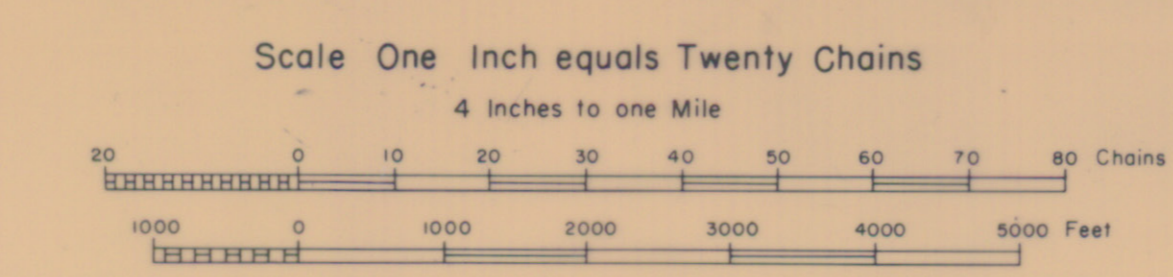 Scale One Inch equals Twenty Chains
4 Inches to one Mile
20 0 10 20 30 40 50 60 70 80 Chains
1000 0 1000 2000 3000 4000 5000 Feet